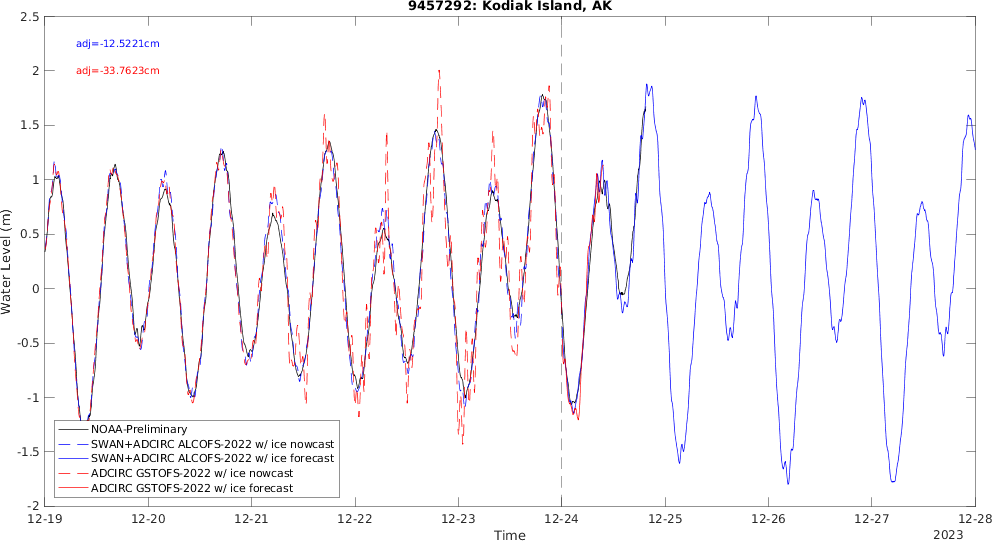 9457292: Kodiak Island, AK
adj=-12.5221cm
adj=-33.7623cm
Water Level (m)
2.5
2
1.5
1
0.5
0
-0.5
-1
-1.5
-2
NOAA-Preliminary
SWAN+ADCIRC ALCOFS-2022 w/ ice nowcast
SWAN+ADCIRC ALCOFS-2022 w/ ice forecast
ADCIRC GSTOFS-2022 w/ ice nowcast
ADCIRC GSTOFS-2022 w/ ice forecast
12-19 12-20 12-21 12-22 12-23 12-24 12-25 12-26 12-27 12-28
Time
2023